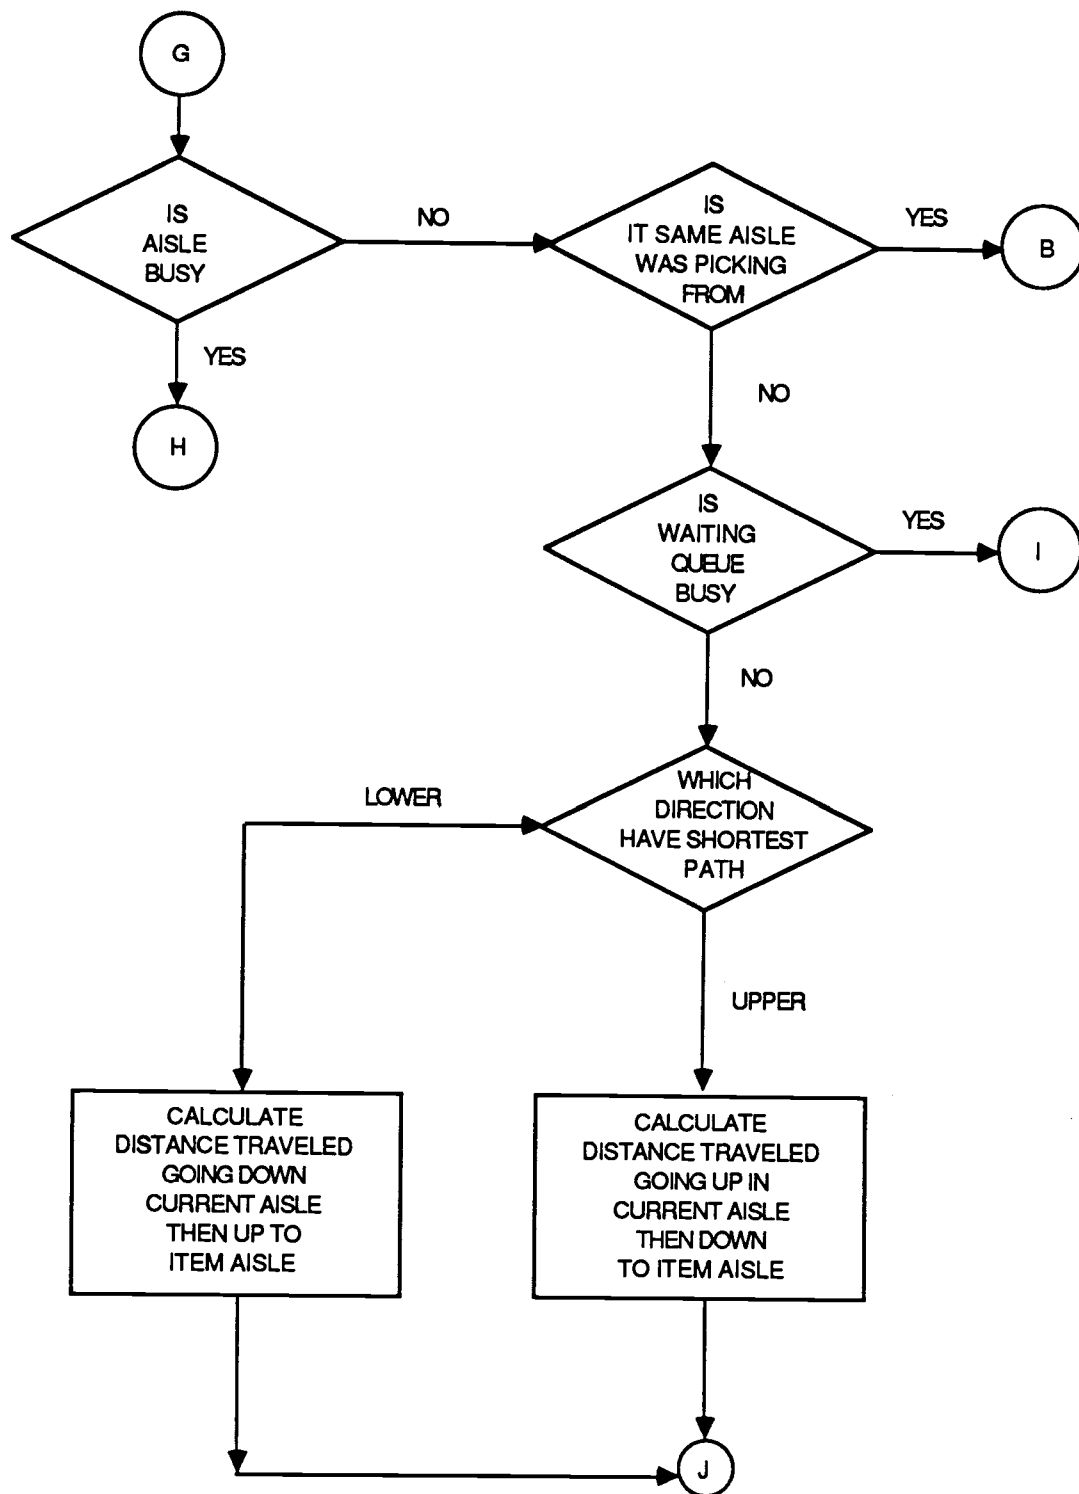 G
IS
AISLE
BUSY
NO
IS
IT SAME AISLE
WAS PICKING
FROM
YES
B
YES
H
NO
IS
WAITING
QUEUE
BUSY
YES
I
NO
WHICH
DIRECTION
HAVE SHORTEST
PATH
LOWER
UPPER
CALCULATE
DISTANCE TRAVELED
GOING DOWN
CURRENT AISLE
THEN UP TO
ITEM AISLE
CALCULATE
DISTANCE TRAVELED
GOING UP IN
CURRENT AISLE
THEN DOWN
TO ITEM AISLE
J